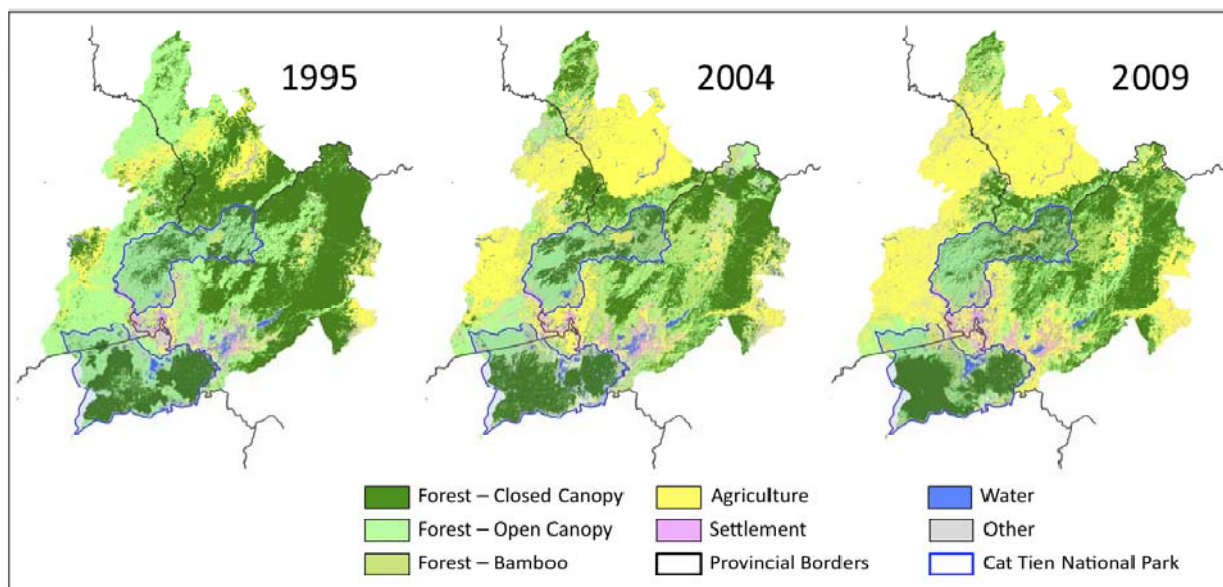 1995
2004
2009
Forest – Closed Canopy
Agriculture
Water
Forest – Open Canopy
Settlement
Other
Forest – Bamboo
Provincial Borders
Cat Tien National Park